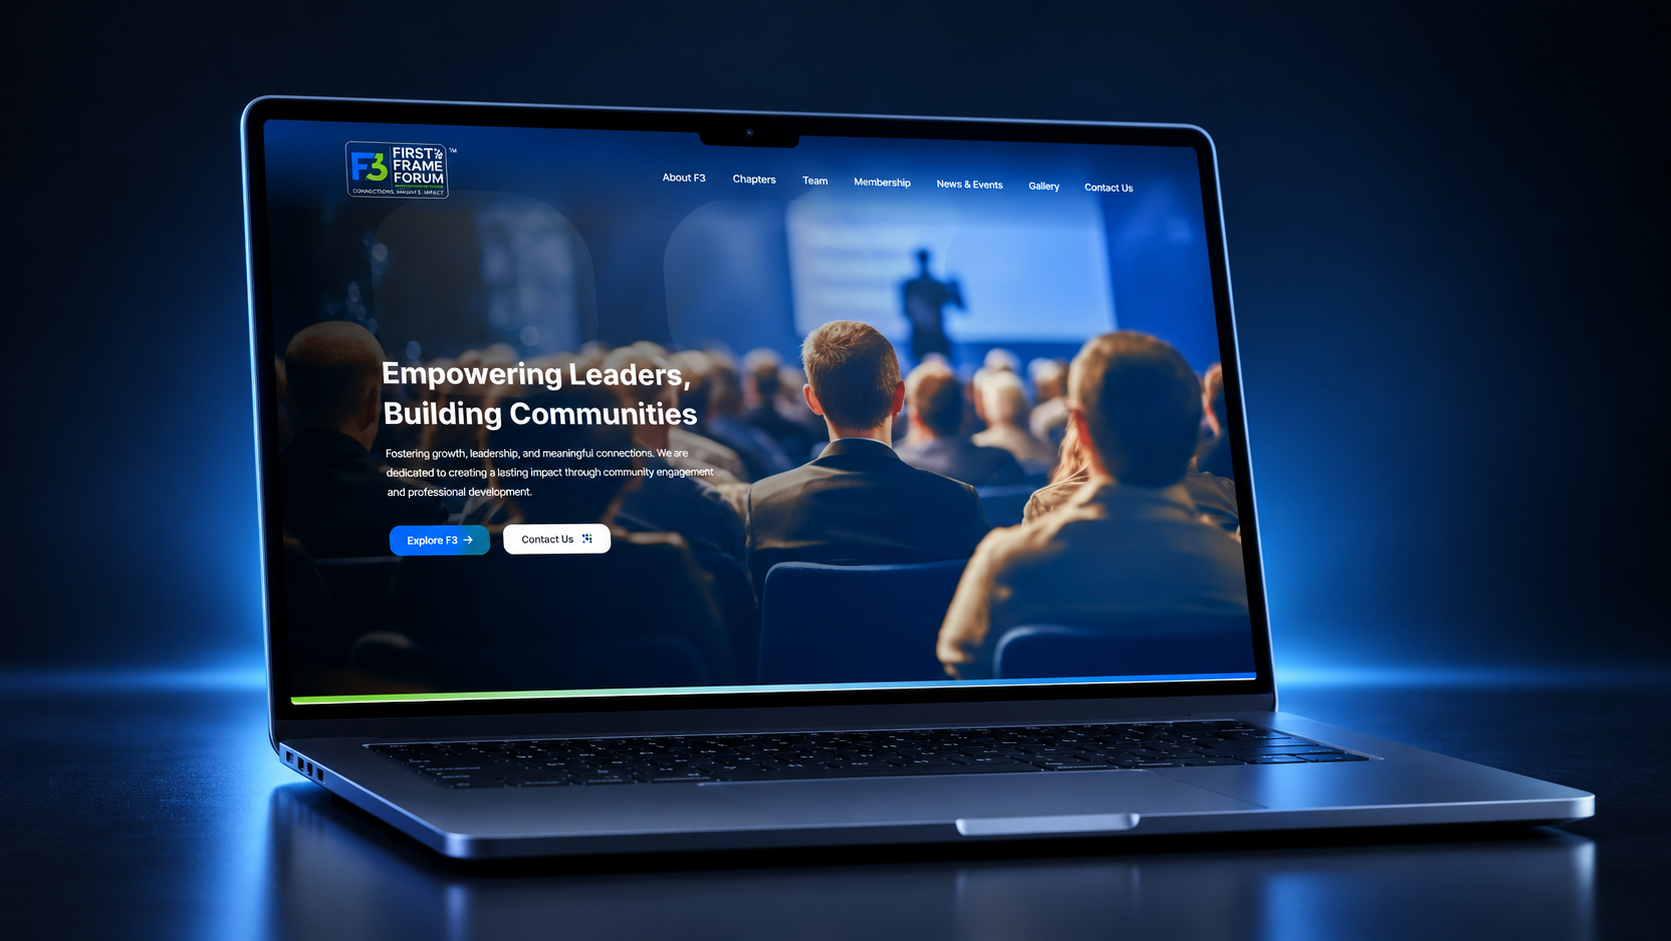 F3
FIRST
FRAME
FORUM
TM
About F3
Chapters
Team
Membership
News & Events
Gallery
Contact Us
Empowering Leaders,
Building Communities
Fostering growth, leadership, and meaningful connections. We are
dedicated to creating a lasting impact through community engagement
and professional development.
Explore F3
Contact Us